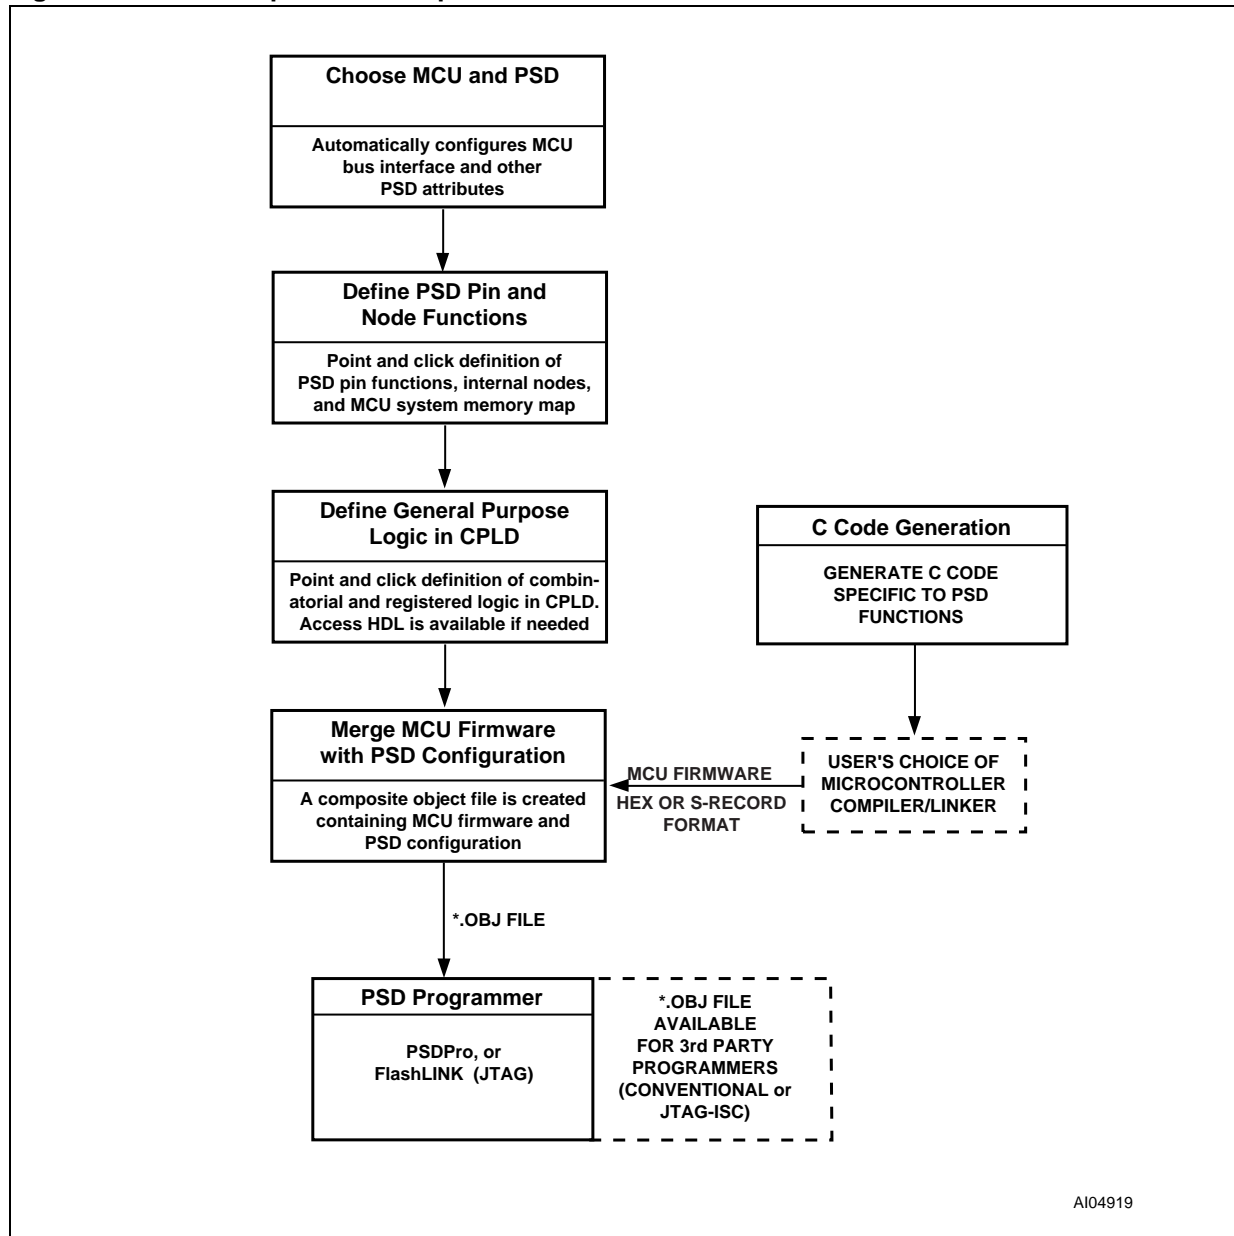 Choose MCU and PSD
Automatically configures MCU
bus interface and other
PSD attributes
Define PSD Pin and
Node Functions
Point and click definition of
PSD pin functions, internal nodes,
and MCU system memory map
Define General Purpose
Logic in CPLD
Point and click definition of combin-
atorial and registered logic in CPLD.
Access HDL is available if needed
C Code Generation
GENERATE C CODE
SPECIFIC TO PSD
FUNCTIONS
Merge MCU Firmware
with PSD Configuration
A composite object file is created
containing MCU firmware and
PSD configuration
MCU FIRMWARE
HEX OR S-RECORD
FORMAT
USER'S CHOICE OF
MICROCONTROLLER
COMPILER/LINKER
*.OBJ FILE
PSD Programmer
PSDPro, or
FlashLINK (JTAG)
*.OBJ FILE
AVAILABLE
FOR 3rd PARTY
PROGRAMMERS
(CONVENTIONAL or
JTAG-ISC)
AI04919